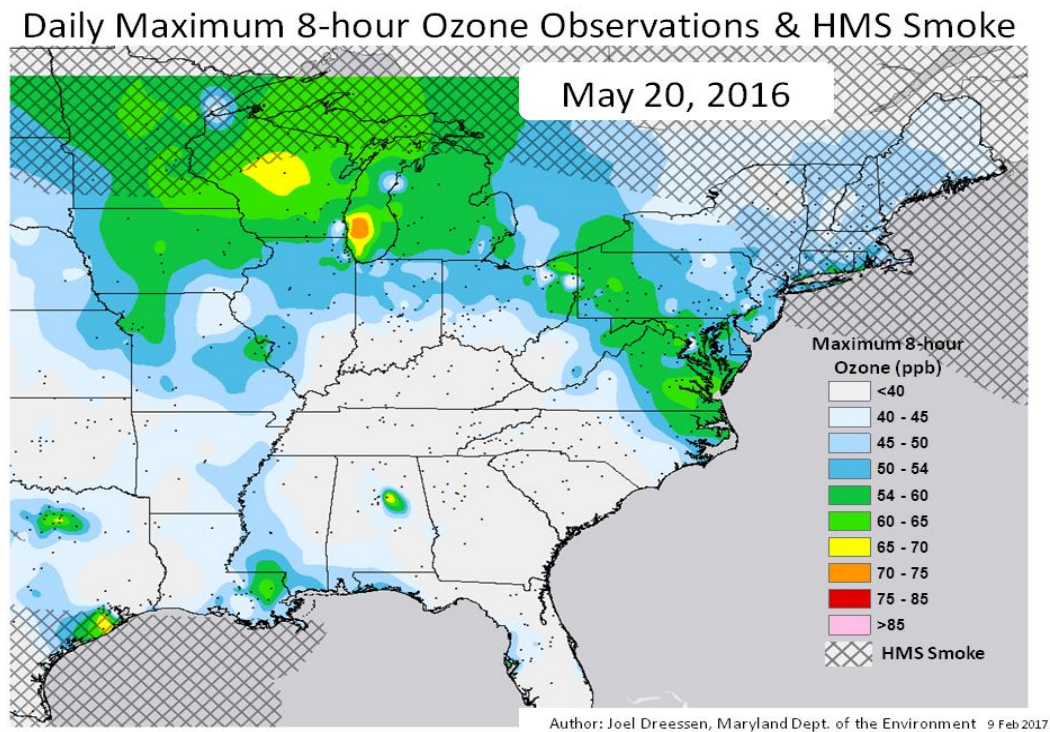 Daily Maximum 8-hour Ozone Observations & HMS Smoke
May 20, 2016
Maximum 8-hour
Ozone (ppb)
<40
40 - 45
45 - 50
50 - 54
54 - 60
60 - 65
65 - 70
70 - 75
75 - 85
>85
HMS Smoke
Author: Joel Dreessen, Maryland Dept. of the Environment 9 Feb 2017